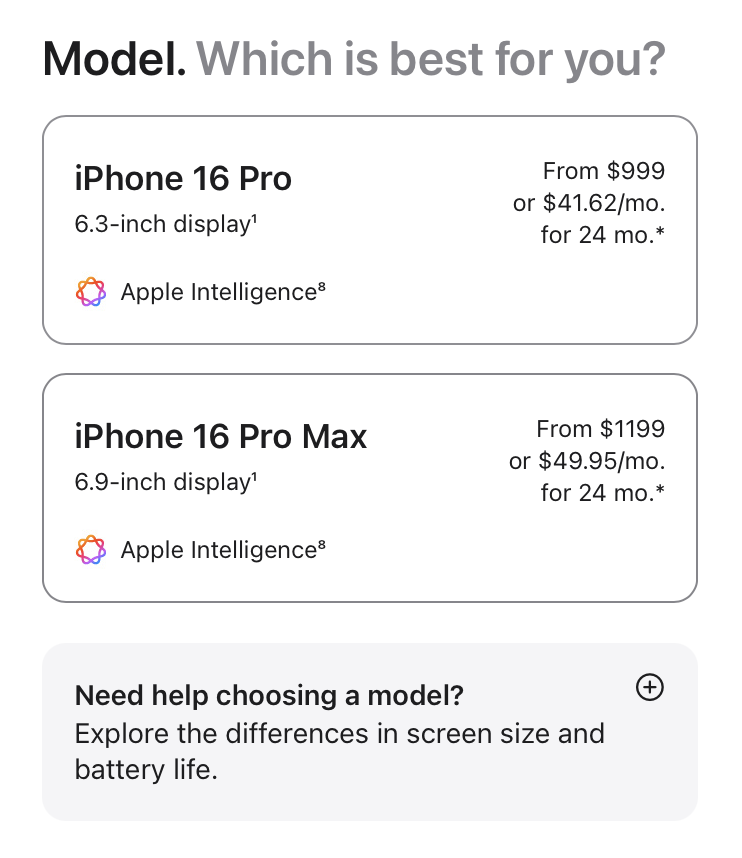 Model. Which is best for you?
iPhone 16 Pro
6.3-inch display¹
From $999
or $41.62/mo.
for 24 mo.*
Apple Intelligence⁸
iPhone 16 Pro Max
6.9-inch display¹
From $1199
or $49.95/mo.
for 24 mo.*
Apple Intelligence⁸
Need help choosing a model?
Explore the differences in screen size and
battery life.